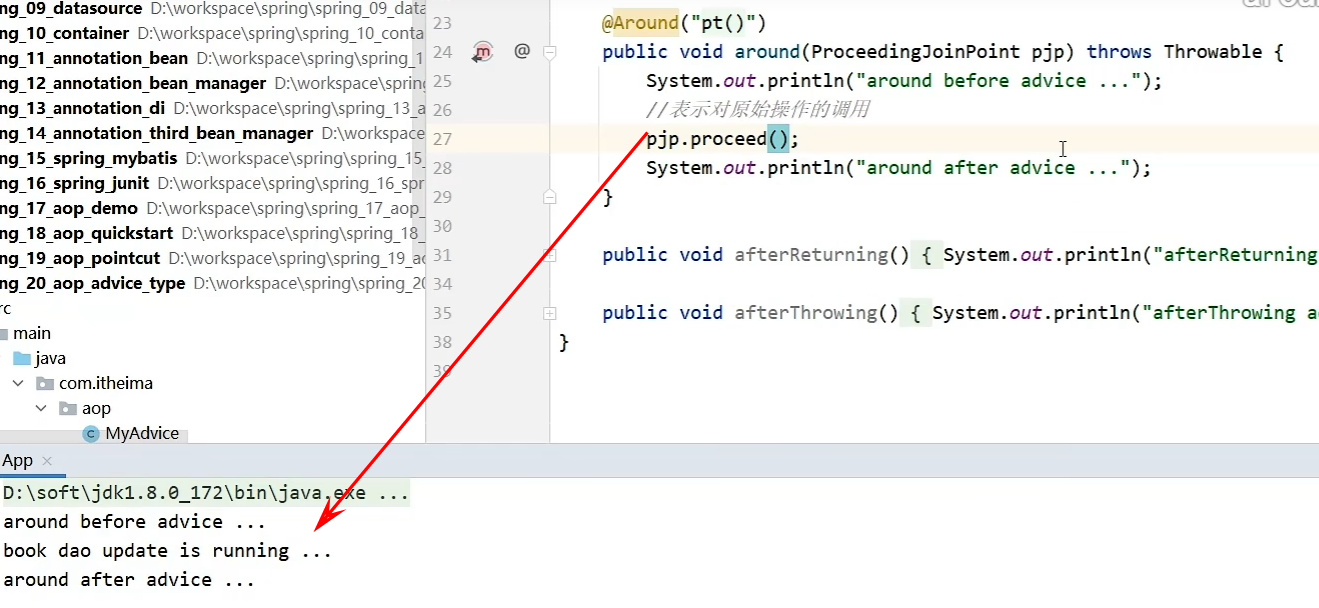 ng_09_datasource D:\workspace\spring\spring_09_data
ng_10_container D:\workspace\spring\spring_10_conta
ng_11_annotation_bean D:\workspace\spring\spring_1
ng_12_annotation_bean_manager D:\workspace\spring
ng_13_annotation_di D:\workspace\spring\spring_13_a
ng_14_annotation_third_bean_manager D:\workspace
ng_15_spring_mybatis D:\workspace\spring\spring_15_
ng_16_spring_junit D:\workspace\spring\spring_16_spr
ng_17_aop_demo D:\workspace\spring\spring_17_aop_
ng_18_aop_quickstart D:\workspace\spring\spring_18_
ng_19_aop_pointcut D:\workspace\spring\spring_19_ao
ng_20_aop_advice_type D:\workspace\spring\spring_20
rc
main
java
com.itheima
aop
C MyAdvice
23 @Around("pt()")
24 @ public void around(ProceedingJoinPoint pjp) throws Throwable {
25 System.out.println("around before advice ...");
26 //表示对原始操作的调用
27 pjp.proceed();
28 System.out.println("around after advice ...");
29 }
30
31 public void afterReturning() { System.out.println("afterReturning
34
35 public void afterThrowing() { System.out.println("afterThrowing a
38 }
39
App ×
D:\soft\jdk1.8.0_172\bin\java.exe ...
around before advice ...
book dao update is running ...
around after advice ...